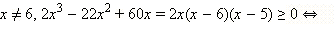 x ≠ 6, 2x³ − 22x² + 60x = 2x(x − 6)(x − 5) ≥ 0 ⇔